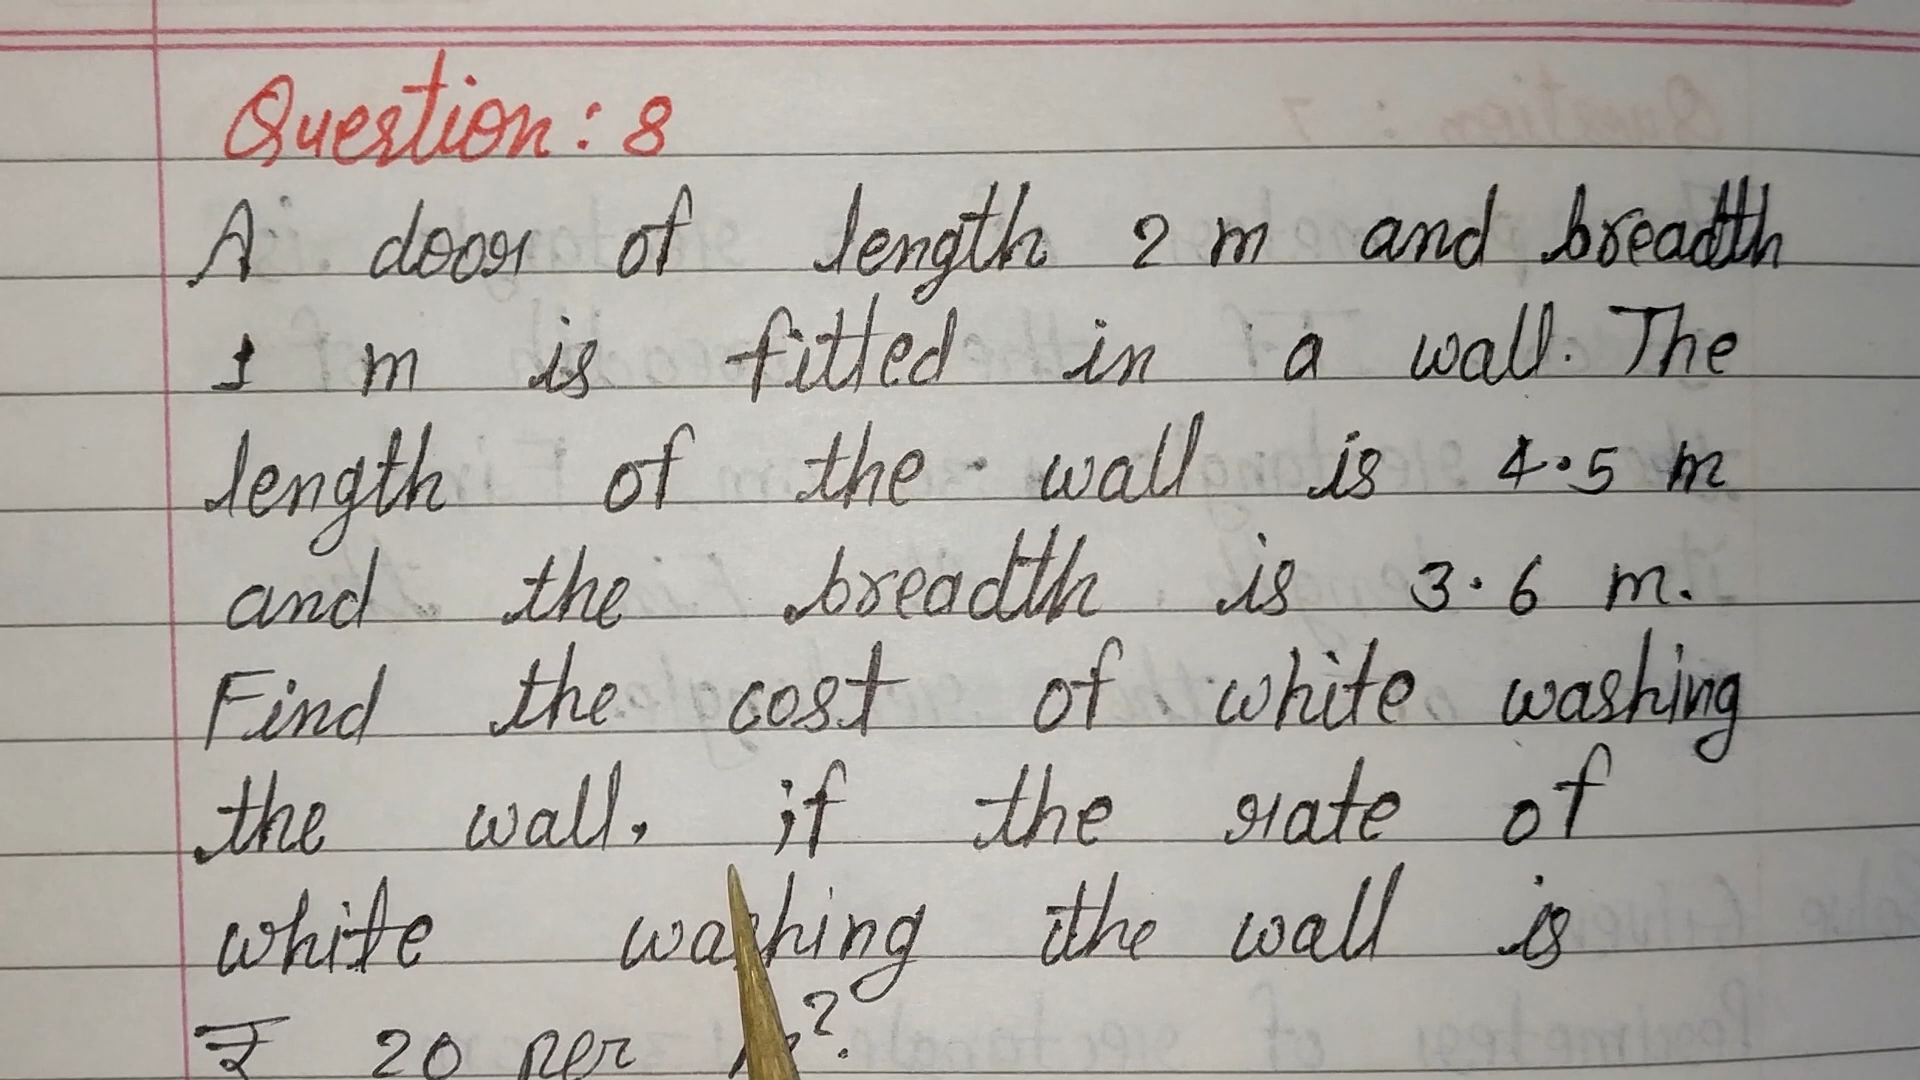 Question: 8
A door of length 2 m and breadth
1 m is fitted in a wall. The
length of the wall is 4.5 m
and the breadth is 3.6 m.
Find the cost of white washing
the wall, if the rate of
white washing the wall is
₹ 20 per m².